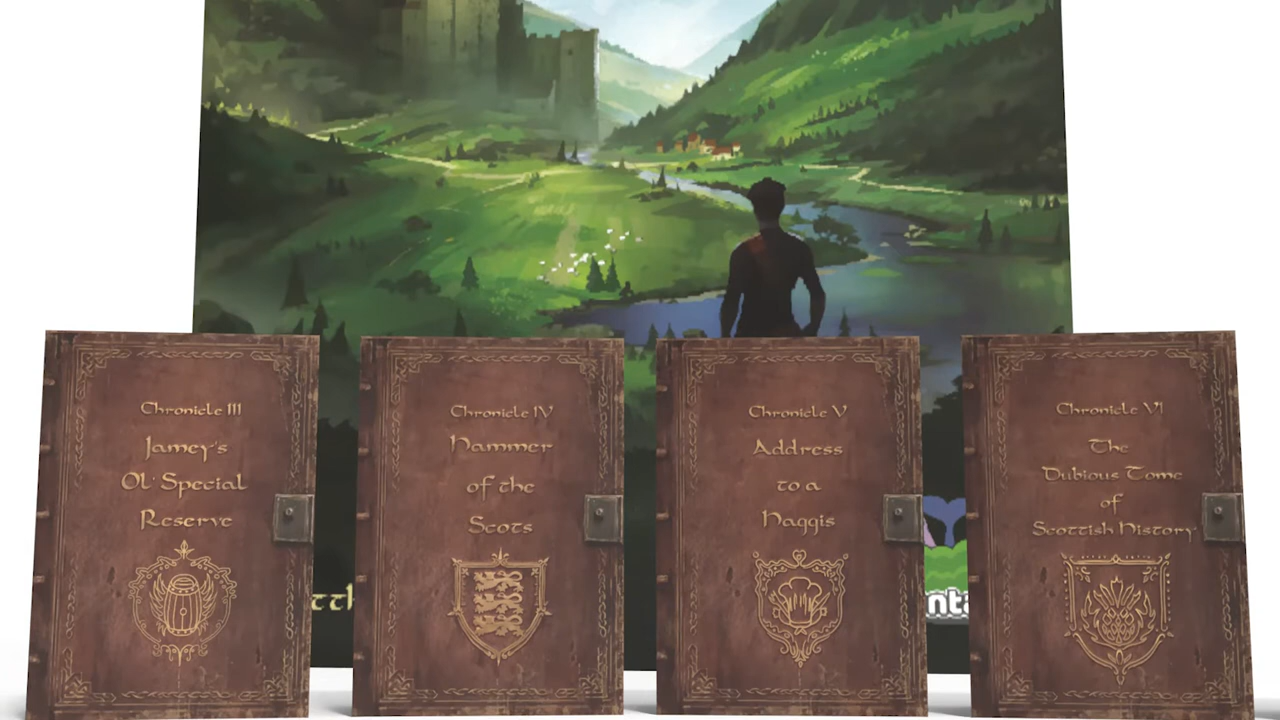 Chronicle III
Jamey's
Ol' Special
Reserve
Chronicle IV
Hammer
of the
Scots
Chronicle V
Address
to a
Haggis
Chronicle VI
The
Dubious Tome
of
Scottish History